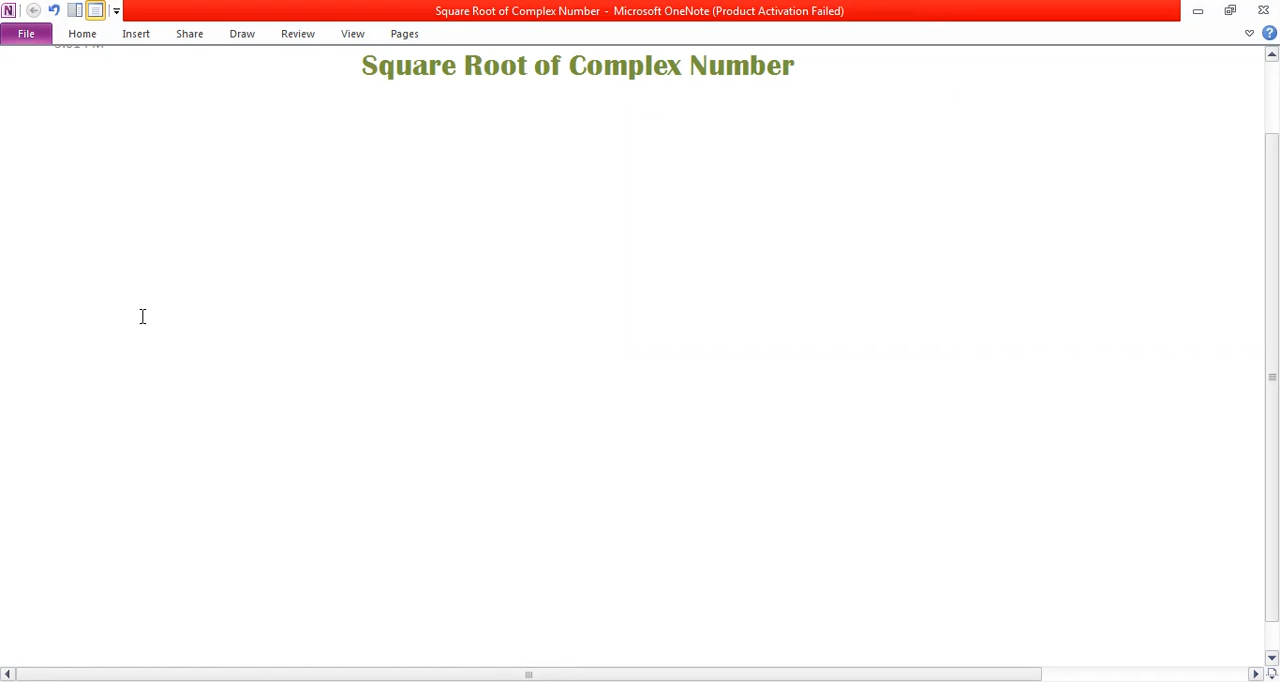 Square Root of Complex Number - Microsoft OneNote (Product Activation Failed)
File Home Insert Share Draw Review View Pages
Square Root of Complex Number